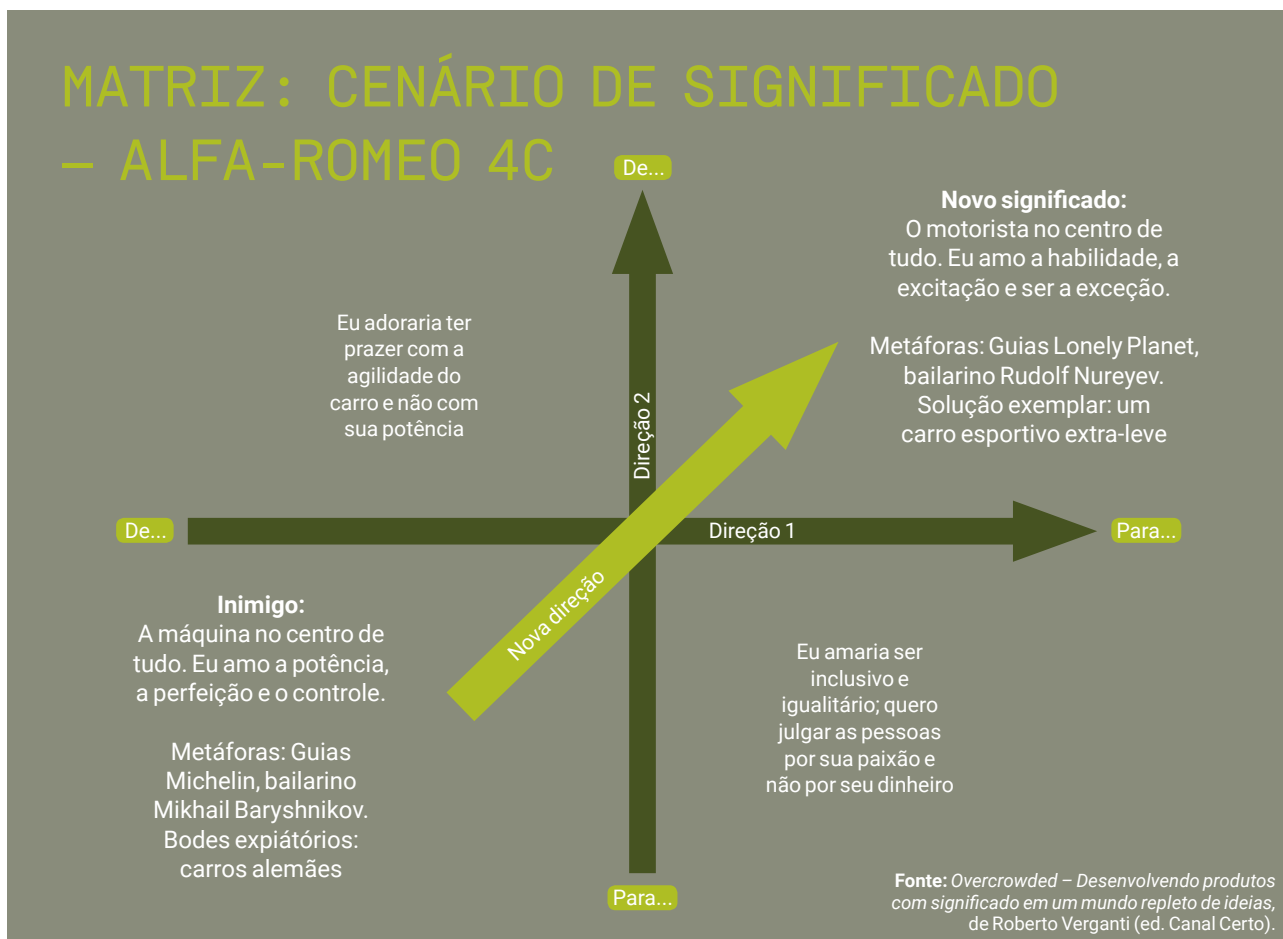 MATRIZ: CENÁRIO DE SIGNIFICADO
— ALFA-ROMEO 4C
De...
Novo significado:
O motorista no centro de
tudo. Eu amo a habilidade, a
excitação e ser a exceção.
Metáforas: Guias Lonely Planet,
bailarino Rudolf Nureyev.
Solução exemplar: um
carro esportivo extra-leve
Eu adoraria ter
prazer com a
agilidade do
carro e não com
sua potência
Direção 2
De...
Direção 1
Para...
Nova direção
Inimigo:
A máquina no centro de
tudo. Eu amo a potência,
a perfeição e o controle.
Metáforas: Guias
Michelin, bailarino
Mikhail Baryshnikov.
Bodes expiátórios:
carros alemães
Eu amaria ser
inclusivo e
igualitário; quero
julgar as pessoas
por sua paixão e
não por seu dinheiro
Para...
Fonte: Overcrowded – Desenvolvendo produtos
com significado em um mundo repleto de ideias,
de Roberto Verganti (ed. Canal Certo).